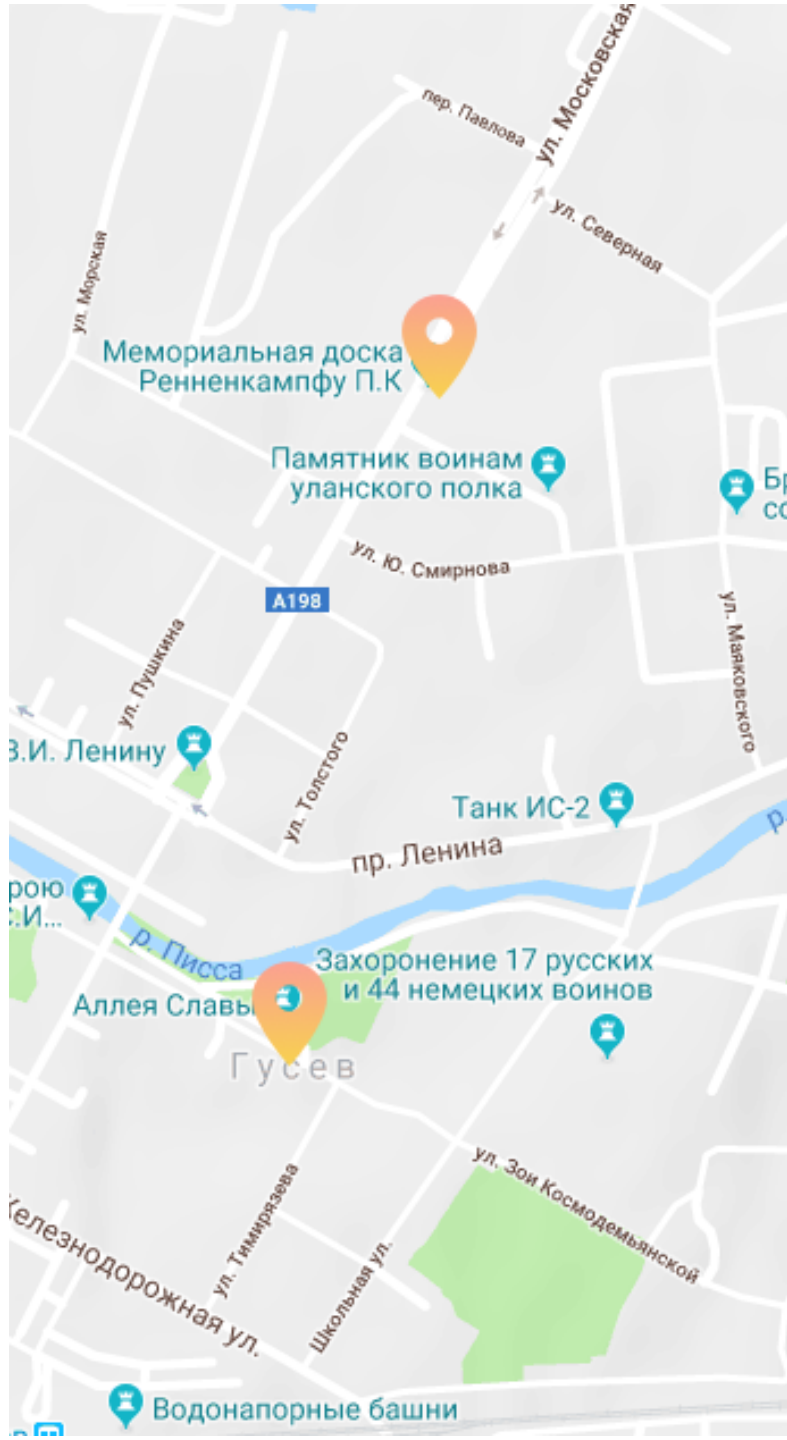 ул. Московская
пер. Павлова
ул. Северная
ул. Морская
Мемориальная доска
Ренненкампфу П.К
Памятник воинам
уланского полка
Бр
со
ул. Ю. Смирнова
A198
ул. Пушкина
ул. Маяковского
В.И. Ленину
ул. Толстого
Танк ИС-2
пр. Ленина
р.
рою
С.И...
р. Писса
Захоронение 17 русских
и 44 немецких воинов
Аллея Славы
Гусев
ул. Зои Космодемьянской
ул. Тимирязева
Школьная ул.
Железнодорожная ул.
Водонапорные башни